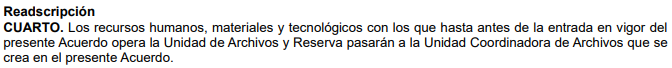 Readscripción
CUARTO. Los recursos humanos, materiales y tecnológicos con los que hasta antes de la entrada en vigor del
presente Acuerdo opera la Unidad de Archivos y Reserva pasarán a la Unidad Coordinadora de Archivos que se
crea en el presente Acuerdo.